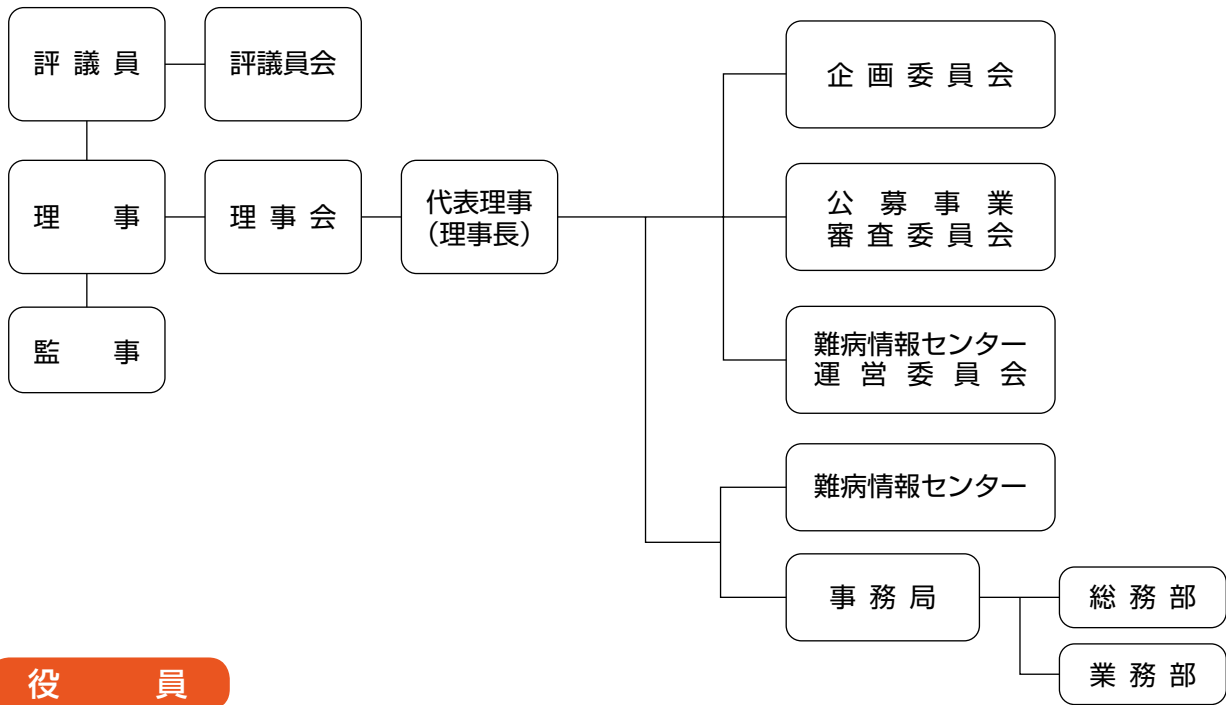 評議員
評議員会
理事
理事会
代表理事
（理事長）
監事
企画委員会
公募事業
審査委員会
難病情報センター
運営委員会
難病情報センター
事務局
総務部
業務部
役員